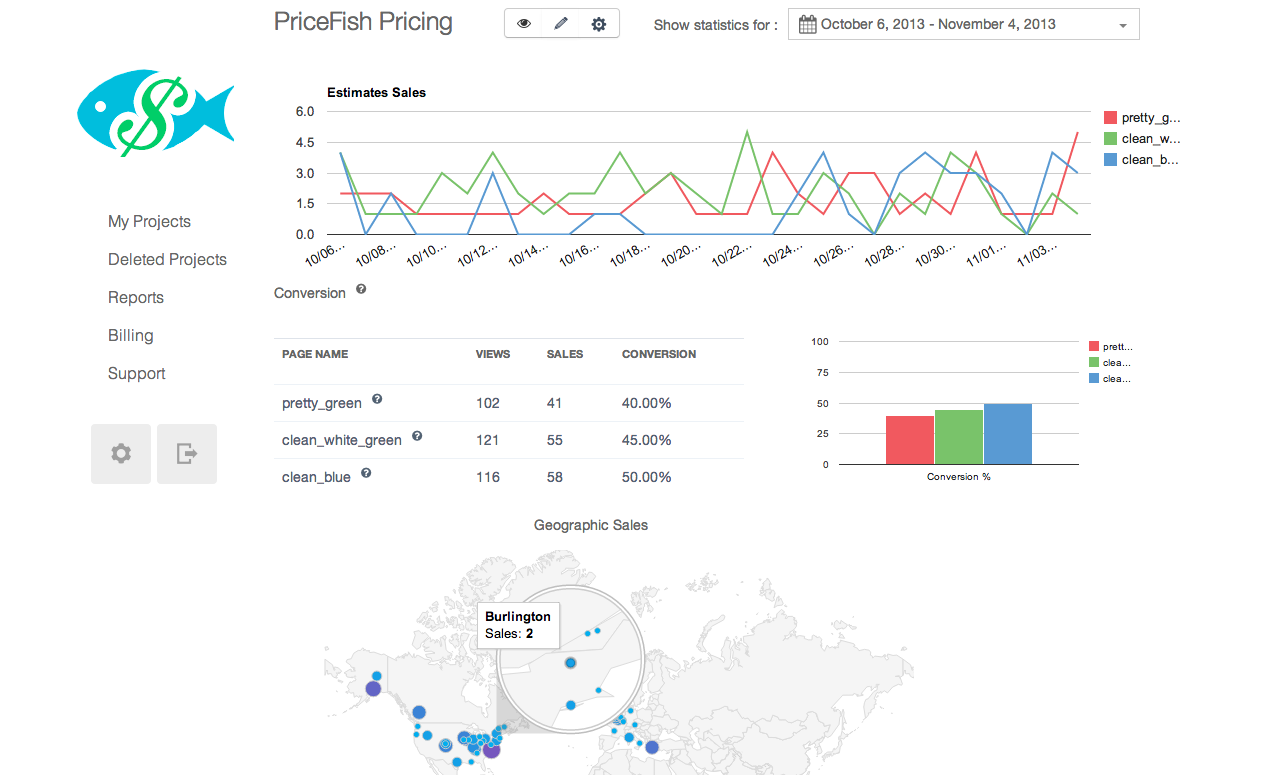 PriceFish Pricing
Show statistics for :
October 6, 2013 - November 4, 2013
$
My Projects
Deleted Projects
Reports
Billing
Support
Estimates Sales
6.0
4.5
3.0
1.5
0.0
10/06... 10/08... 10/10... 10/12... 10/14... 10/16... 10/18... 10/20... 10/22... 10/24... 10/26... 10/28... 10/30... 11/01... 11/03...
pretty_g...
clean_w...
clean_b...
Conversion ?
PAGE NAME VIEWS SALES CONVERSION
pretty_green ? 102 41 40.00%
clean_white_green ? 121 55 45.00%
clean_blue ? 116 58 50.00%
100
75
50
25
0
Conversion %
prett...
clea...
clea...
Geographic Sales
Burlington
Sales: 2